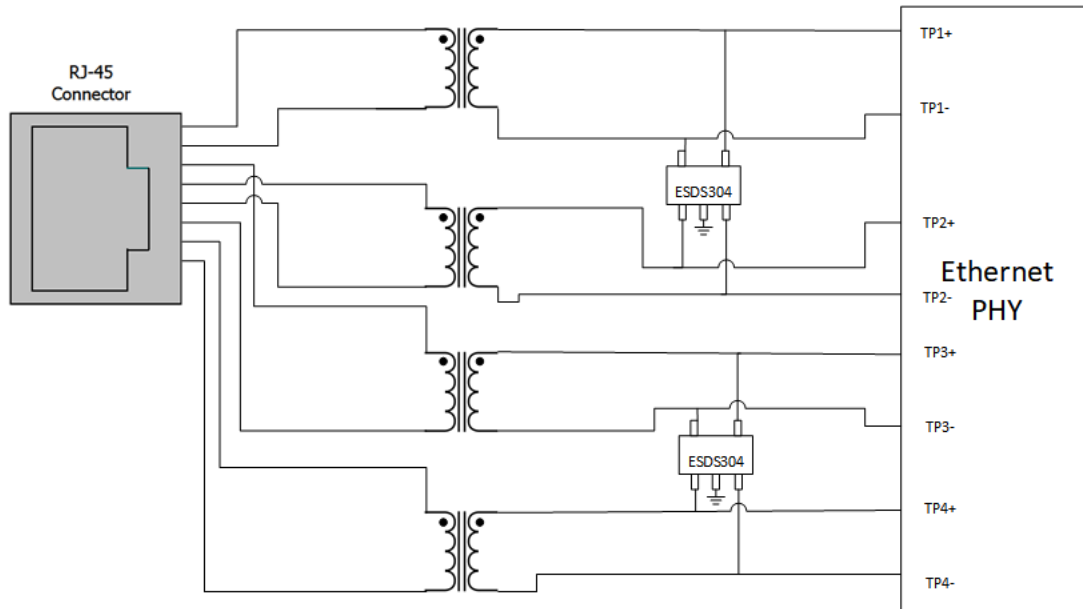 RJ-45
Connector
TP1+
TP1-
ESDS304
TP2+
Ethernet
PHY
TP2-
TP3+
TP3-
ESDS304
TP4+
TP4-